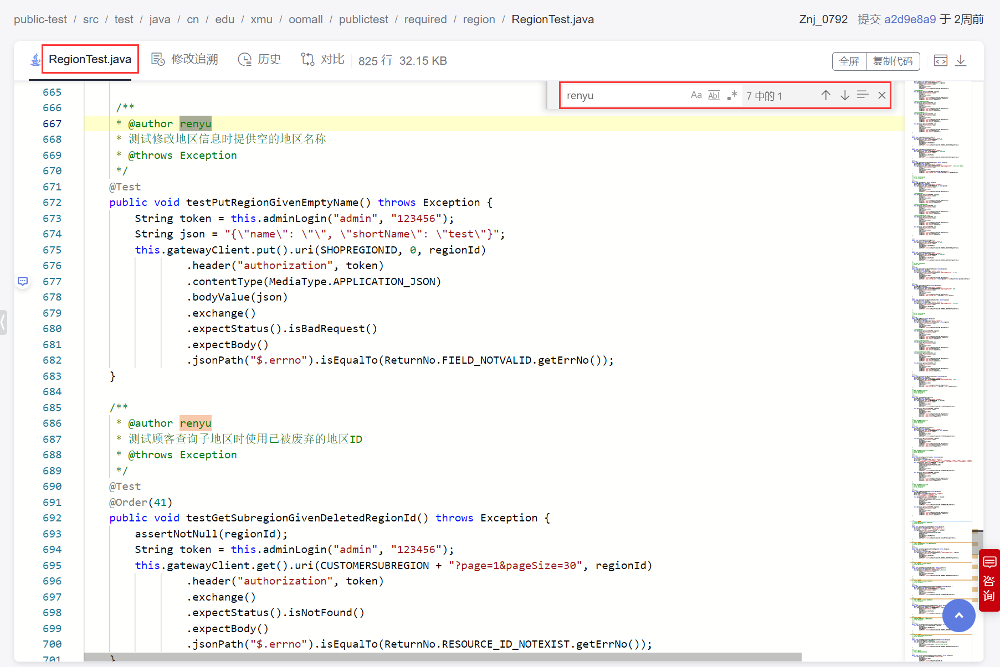 public-test / src / test / java / cn / edu / xmu / oomall / publictest / required / region / RegionTest.java
Znj_0792 提交 a2d9e8a9 于 2周前
RegionTest.java 修改追溯 历史 对比 825 行 32.15 KB 全屏 复制代码
renyu Aa Abl .* 7 中的 1
665
666 /**
667 * @author renyu
668 * 测试修改地区信息时提供空的地区名称
669 * @throws Exception
670 */
671 @Test
672 public void testPutRegionGivenEmptyName() throws Exception {
673 String token = this.adminLogin("admin", "123456");
674 String json = "{\"name\": \"\", \"shortName\": \"test\"}";
675 this.gatewayClient.put().uri(SHOPREGIONID, 0, regionId)
676 .header("authorization", token)
677 .contentType(MediaType.APPLICATION_JSON)
678 .bodyValue(json)
679 .exchange()
680 .expectStatus().isBadRequest()
681 .expectBody()
682 .jsonPath("$.errno").isEqualTo(ReturnNo.FIELD_NOTVALID.getErrNo());
683 }
684
685 /**
686 * @author renyu
687 * 测试顾客查询子地区时使用已被废弃的地区ID
688 * @throws Exception
689 */
690 @Test
691 @Order(41)
692 public void testGetSubregionGivenDeletedRegionId() throws Exception {
693 assertNotNull(regionId);
694 String token = this.adminLogin("admin", "123456");
695 this.gatewayClient.get().uri(CUSTOMERSUBREGION + "?page=1&pageSize=30", regionId)
696 .header("authorization", token)
697 .exchange()
698 .expectStatus().isNotFound()
699 .expectBody()
700 .jsonPath("$.errno").isEqualTo(ReturnNo.RESOURCE_ID_NOTEXIST.getErrNo());
701 }
咨询